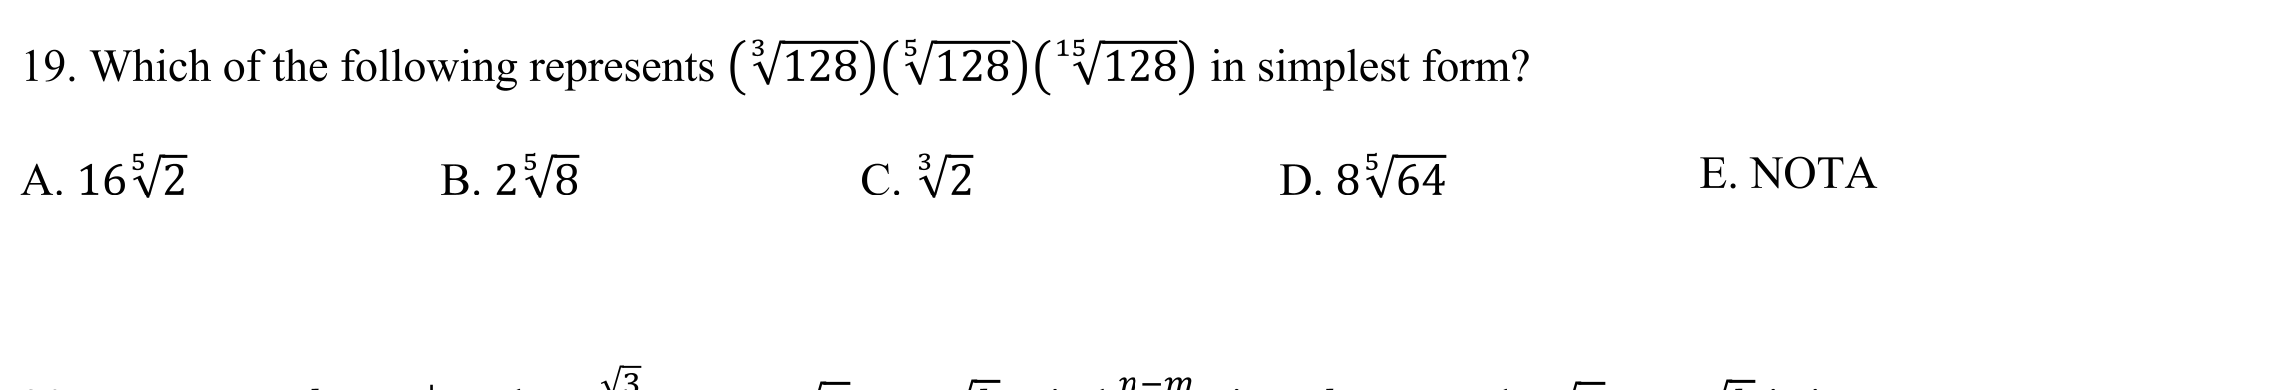 19. Which of the following represents (∛128)(⁵√128)(¹⁵√128) in simplest form?
A. 16⁵√2 B. 2⁵√8 C. ∛2 D. 8⁵√64 E. NOTA
√3 n−m